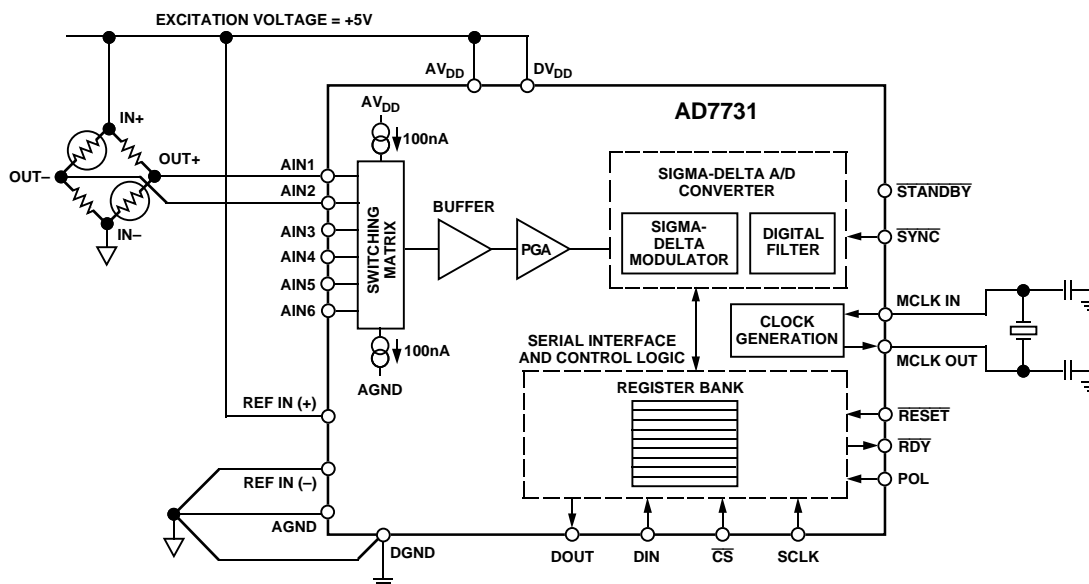 EXCITATION VOLTAGE = +5V
AVDD
DVDD
AD7731
AVDD
100nA
IN+
OUT+
OUT–
IN–
AIN1
AIN2
AIN3
AIN4
AIN5
AIN6
SWITCHING
MATRIX
BUFFER
PGA
SIGMA-DELTA A/D
CONVERTER
SIGMA-
DELTA
MODULATOR
DIGITAL
FILTER
STANDBY
SYNC
MCLK IN
CLOCK
GENERATION
MCLK OUT
100nA
AGND
SERIAL INTERFACE
AND CONTROL LOGIC
REGISTER BANK
REF IN (+)
RESET
RDY
POL
REF IN (–)
AGND
DGND
DOUT
DIN
CS
SCLK